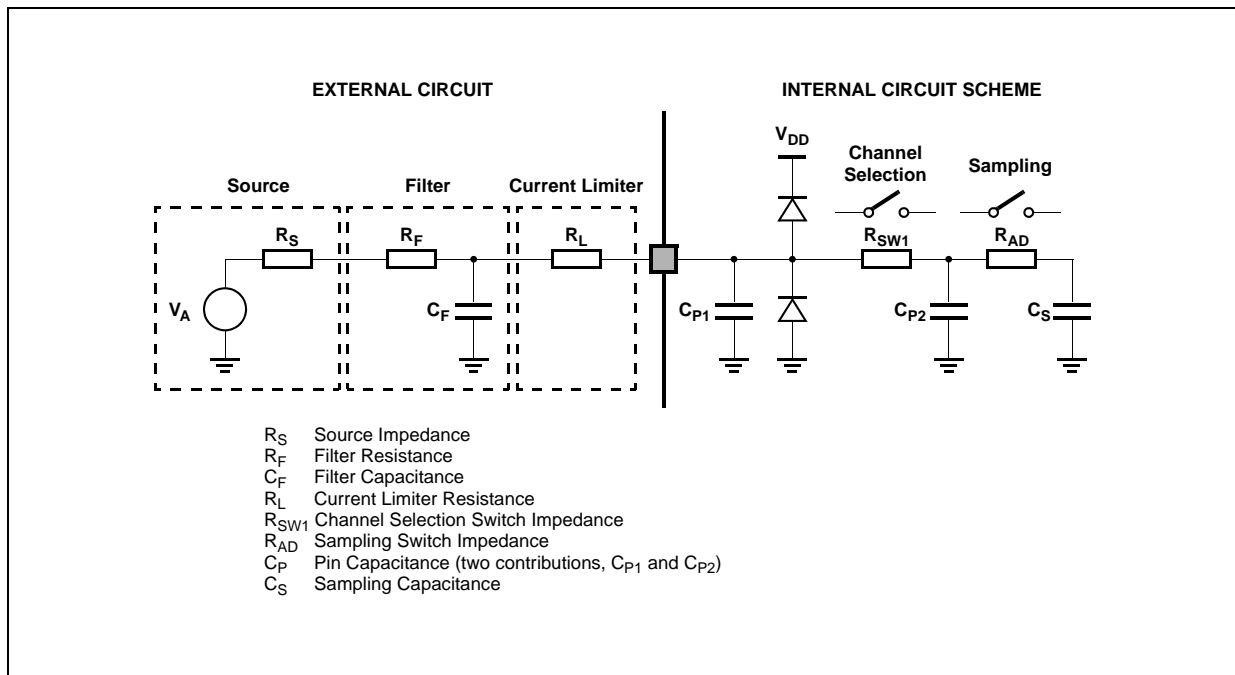 EXTERNAL CIRCUIT
INTERNAL CIRCUIT SCHEME
VDD
Channel
Selection
Sampling
Source
Filter
Current Limiter
RS
RF
RL
RSW1
RAD
VA
CF
CP1
CP2
CS
RS Source Impedance
RF Filter Resistance
CF Filter Capacitance
RL Current Limiter Resistance
RSW1 Channel Selection Switch Impedance
RAD Sampling Switch Impedance
CP Pin Capacitance (two contributions, CP1 and CP2)
CS Sampling Capacitance